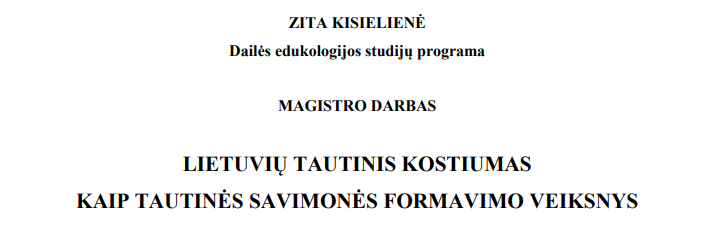 ZITA KISIELIENĖ
Dailės edukologijos studijų programa
MAGISTRO DARBAS
LIETUVIŲ TAUTINIS KOSTIUMAS
KAIP TAUTINĖS SAVIMONĖS FORMAVIMO VEIKSNYS